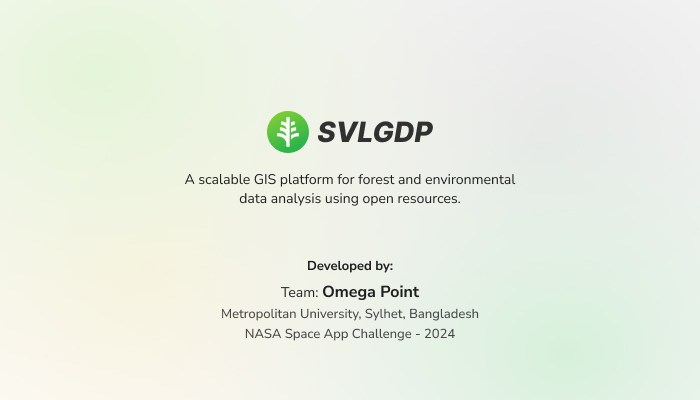 SVLGDP
A scalable GIS platform for forest and environmental
data analysis using open resources.
Developed by:
Team: Omega Point
Metropolitan University, Sylhet, Bangladesh
NASA Space App Challenge - 2024